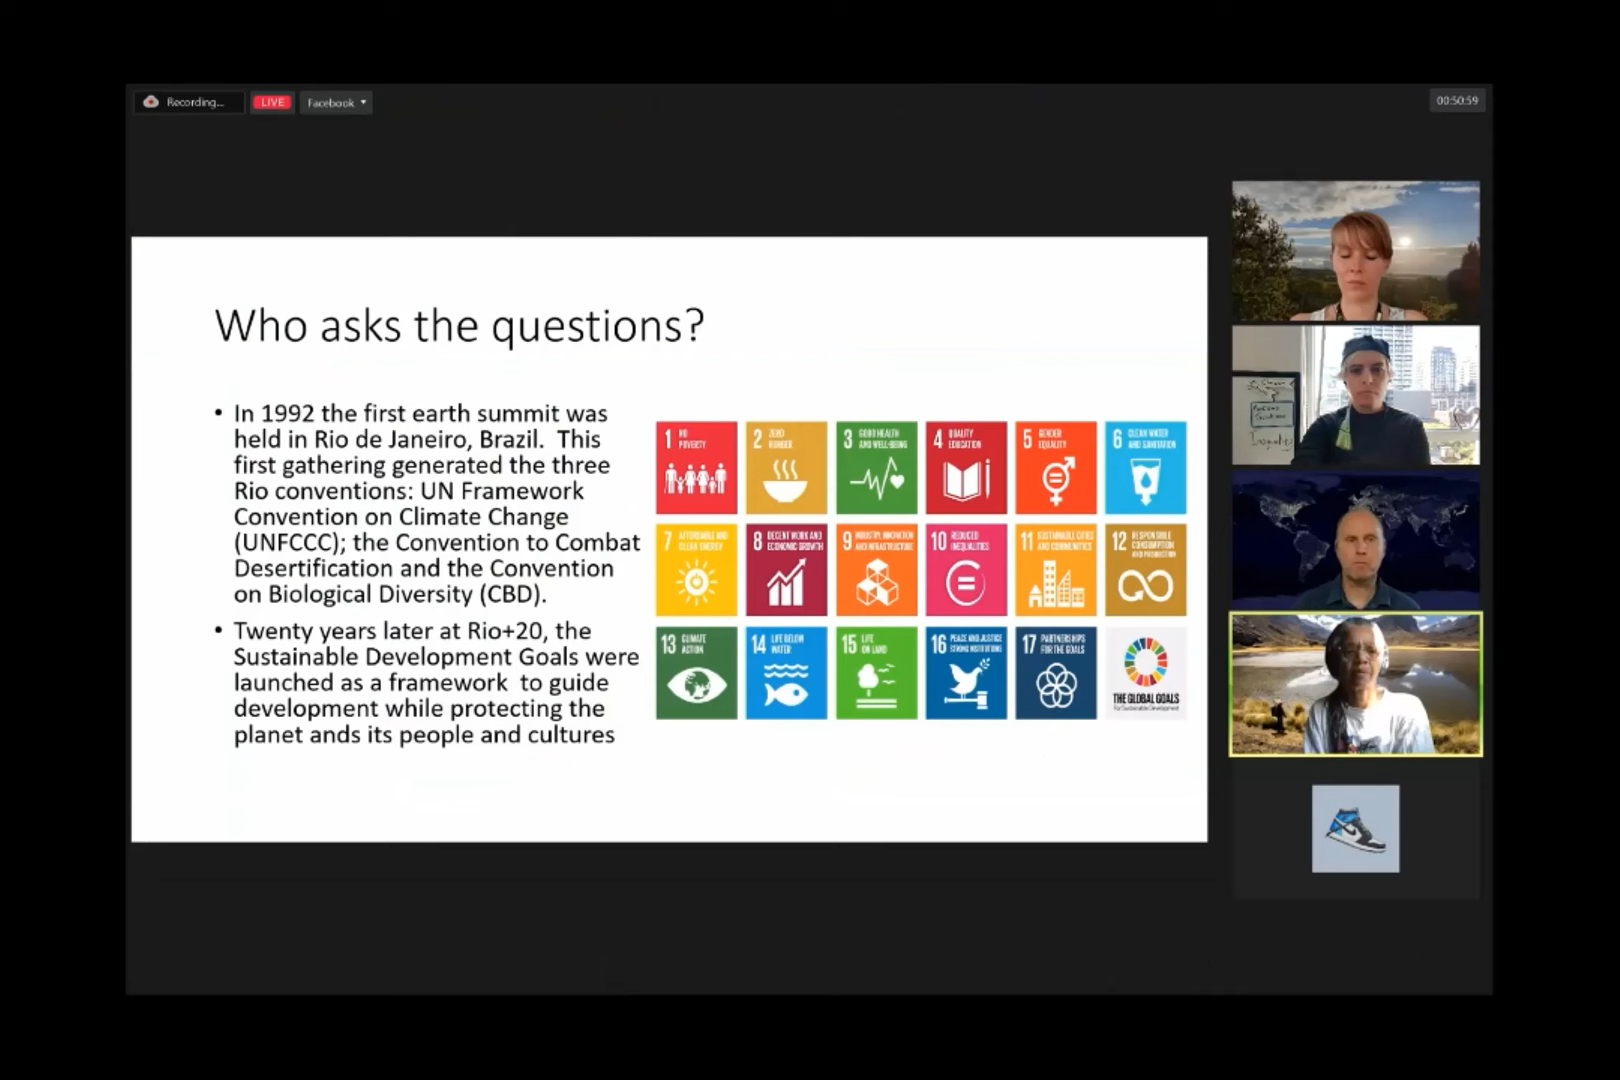 Recording...
LIVE
Facebook
00:50:59
Who asks the questions?
• In 1992 the first earth summit was
held in Rio de Janeiro, Brazil. This
first gathering generated the three
Rio conventions: UN Framework
Convention on Climate Change
(UNFCCC); the Convention to Combat
Desertification and the Convention
on Biological Diversity (CBD).
• Twenty years later at Rio+20, the
Sustainable Development Goals were
launched as a framework to guide
development while protecting the
planet ands its people and cultures
1 NO
POVERTY
2 ZERO
HUNGER
3 GOOD HEALTH
AND WELL-BEING
4 QUALITY
EDUCATION
5 GENDER
EQUALITY
6 CLEAN WATER
AND SANITATION
7 AFFORDABLE AND
CLEAN ENERGY
8 DECENT WORK AND
ECONOMIC GROWTH
9 INDUSTRY, INNOVATION
AND INFRASTRUCTURE
10 REDUCED
INEQUALITIES
11 SUSTAINABLE CITIES
AND COMMUNITIES
12 RESPONSIBLE
CONSUMPTION
AND PRODUCTION
13 CLIMATE
ACTION
14 LIFE BELOW
WATER
15 LIFE
ON LAND
16 PEACE AND JUSTICE
STRONG INSTITUTIONS
17 PARTNERSHIPS
FOR THE GOALS
THE GLOBAL GOALS
For Sustainable Development